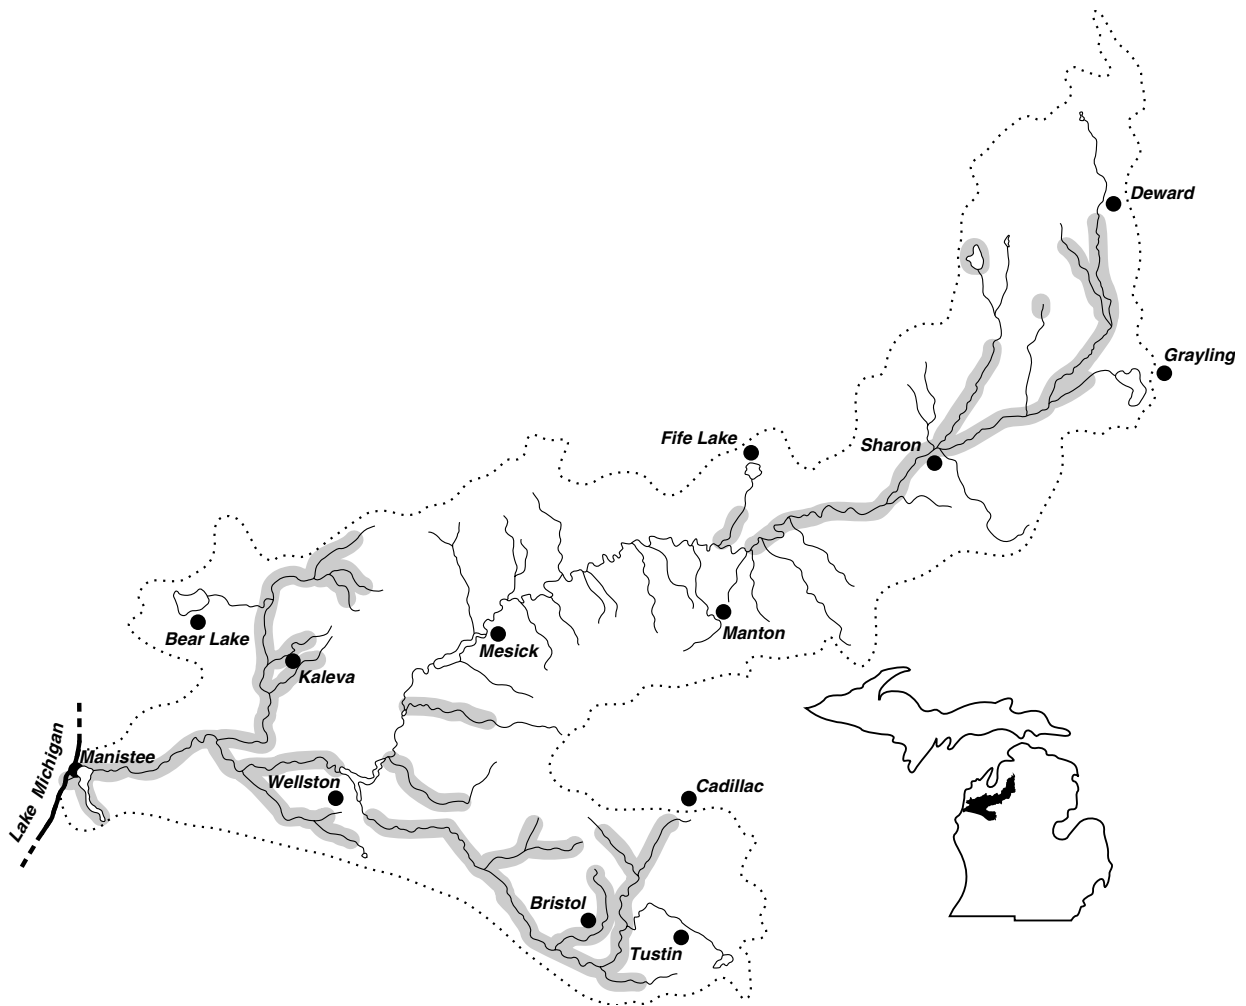 Deward
Grayling
Fife Lake
Sharon
Bear Lake
Manton
Mesick
Kaleva
Lake Michigan
Manistee
Wellston
Cadillac
Bristol
Tustin